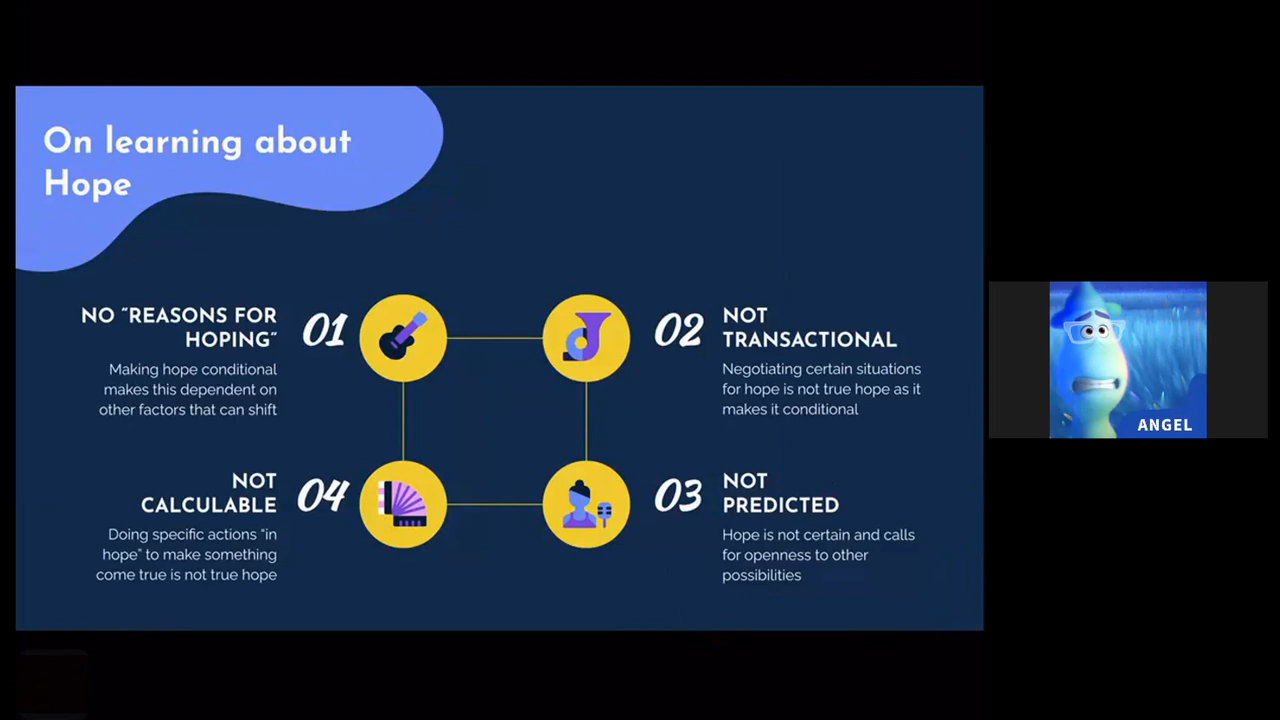 On learning about
Hope
NO “REASONS FOR
HOPING”
01
Making hope conditional
makes this dependent on
other factors that can shift
02
NOT
TRANSACTIONAL
Negotiating certain situations
for hope is not true hope as it
makes it conditional
03
NOT
PREDICTED
Hope is not certain and calls
for openness to other
possibilities
NOT
CALCULABLE
04
Doing specific actions “in
hope” to make something
come true is not true hope
ANGEL